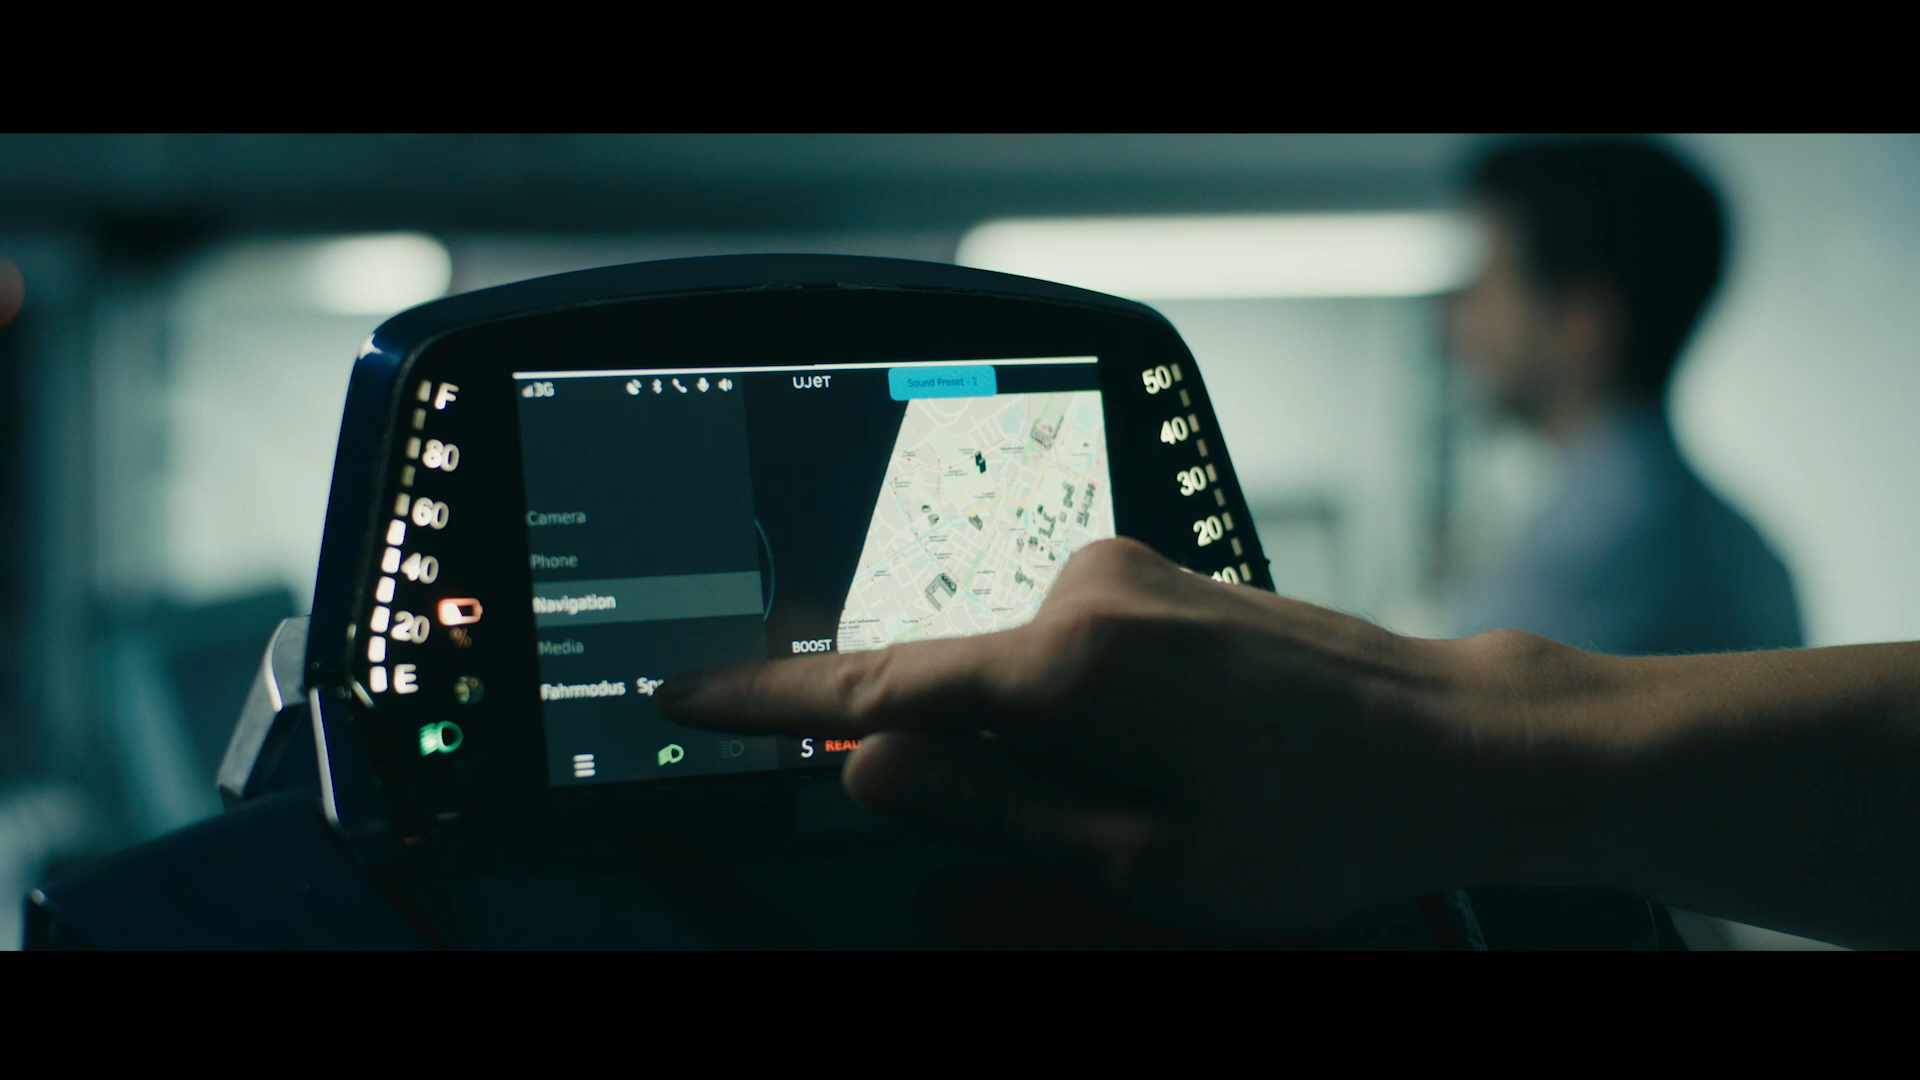 F
80
60
40
20
E
%
3G
UJET
Sound Preset - 1
Camera
Phone
Navigation
Media
Fahrmodus
BOOST
S
50
40
30
20